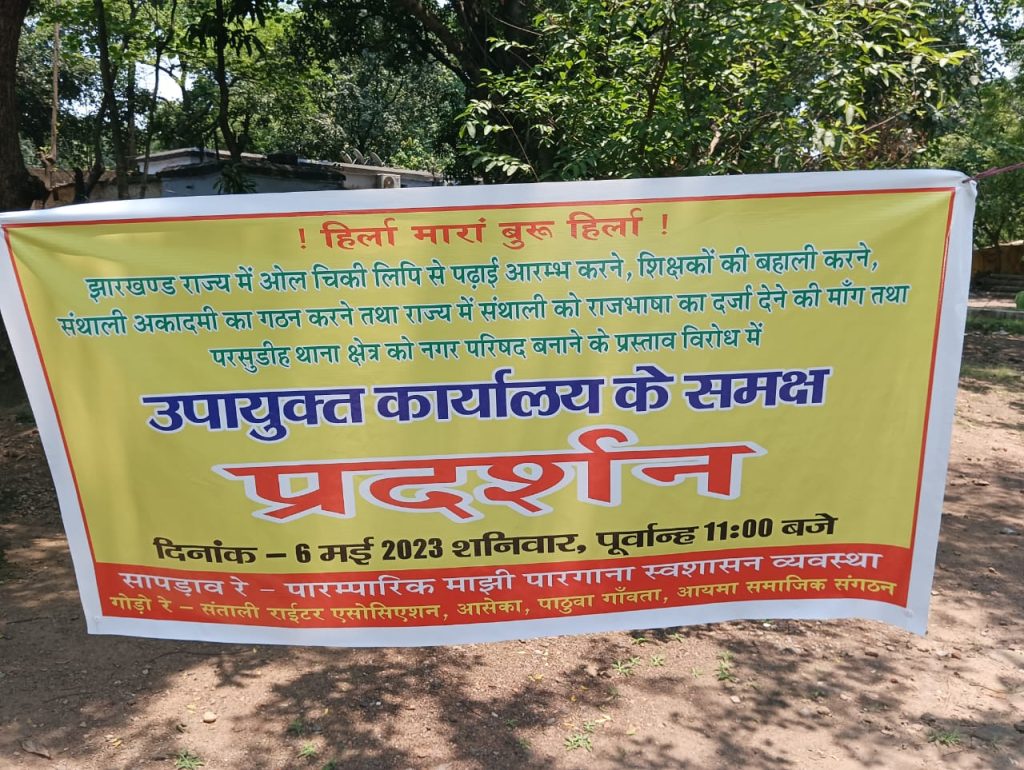 ! हिर्ला मारां बुरू हिर्ला !
झारखण्ड राज्य में ओल चिकी लिपि से पढ़ाई आरम्भ करने, शिक्षकों की बहाली करने,
संथाली अकादमी का गठन करने तथा राज्य में संथाली को राजभाषा का दर्जा देने की माँग तथा
परसुडीह थाना क्षेत्र को नगर परिषद बनाने के प्रस्ताव विरोध में
उपायुक्त कार्यालय के समक्ष
प्रदर्शन
दिनांक – 6 मई 2023 शनिवार, पूर्वान्ह 11:00 बजे
सापड़ाव रे – पारम्पारिक माझी पारगाना स्वशासन व्यवस्था
गोड़ो रे – संताली राईटर एसोसिएशन, आसेका, पाठुवा गाँवता, आयमा समाजिक संगठन